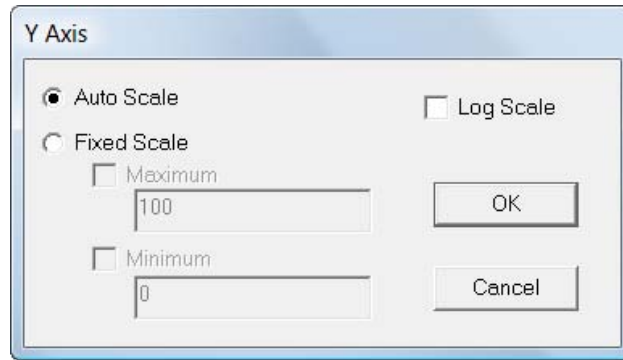 Y Axis
Auto Scale
Log Scale
Fixed Scale
Maximum
100
OK
Minimum
0
Cancel